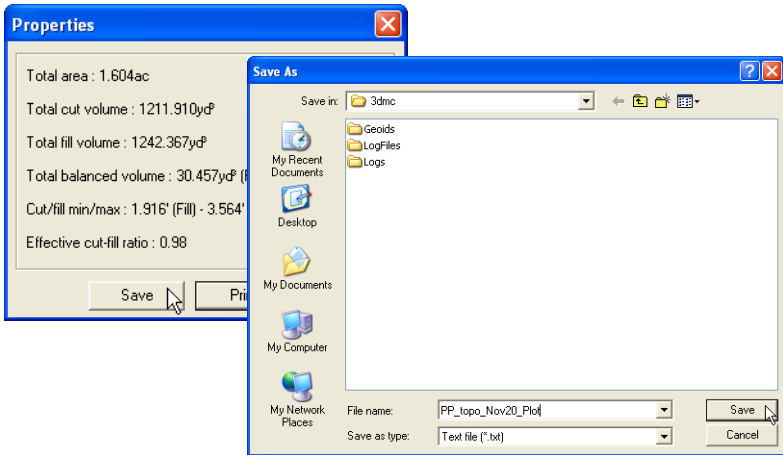 Properties
Total area : 1.604ac
Total cut volume : 1211.910yd³
Total fill volume : 1242.367yd³
Total balanced volume : 30.457yd³ (
Cut/fill min/max : 1.916' (Fill) - 3.564'
Effective cut-fill ratio : 0.98
Save
Pri
Save As
Save in:
3dmc
Geoids
LogFiles
Logs
My Recent
Documents
Desktop
My Documents
My Computer
My Network
Places
File name:
PP_topo_Nov20_Plot
Save
Save as type:
Text file (*.txt)
Cancel